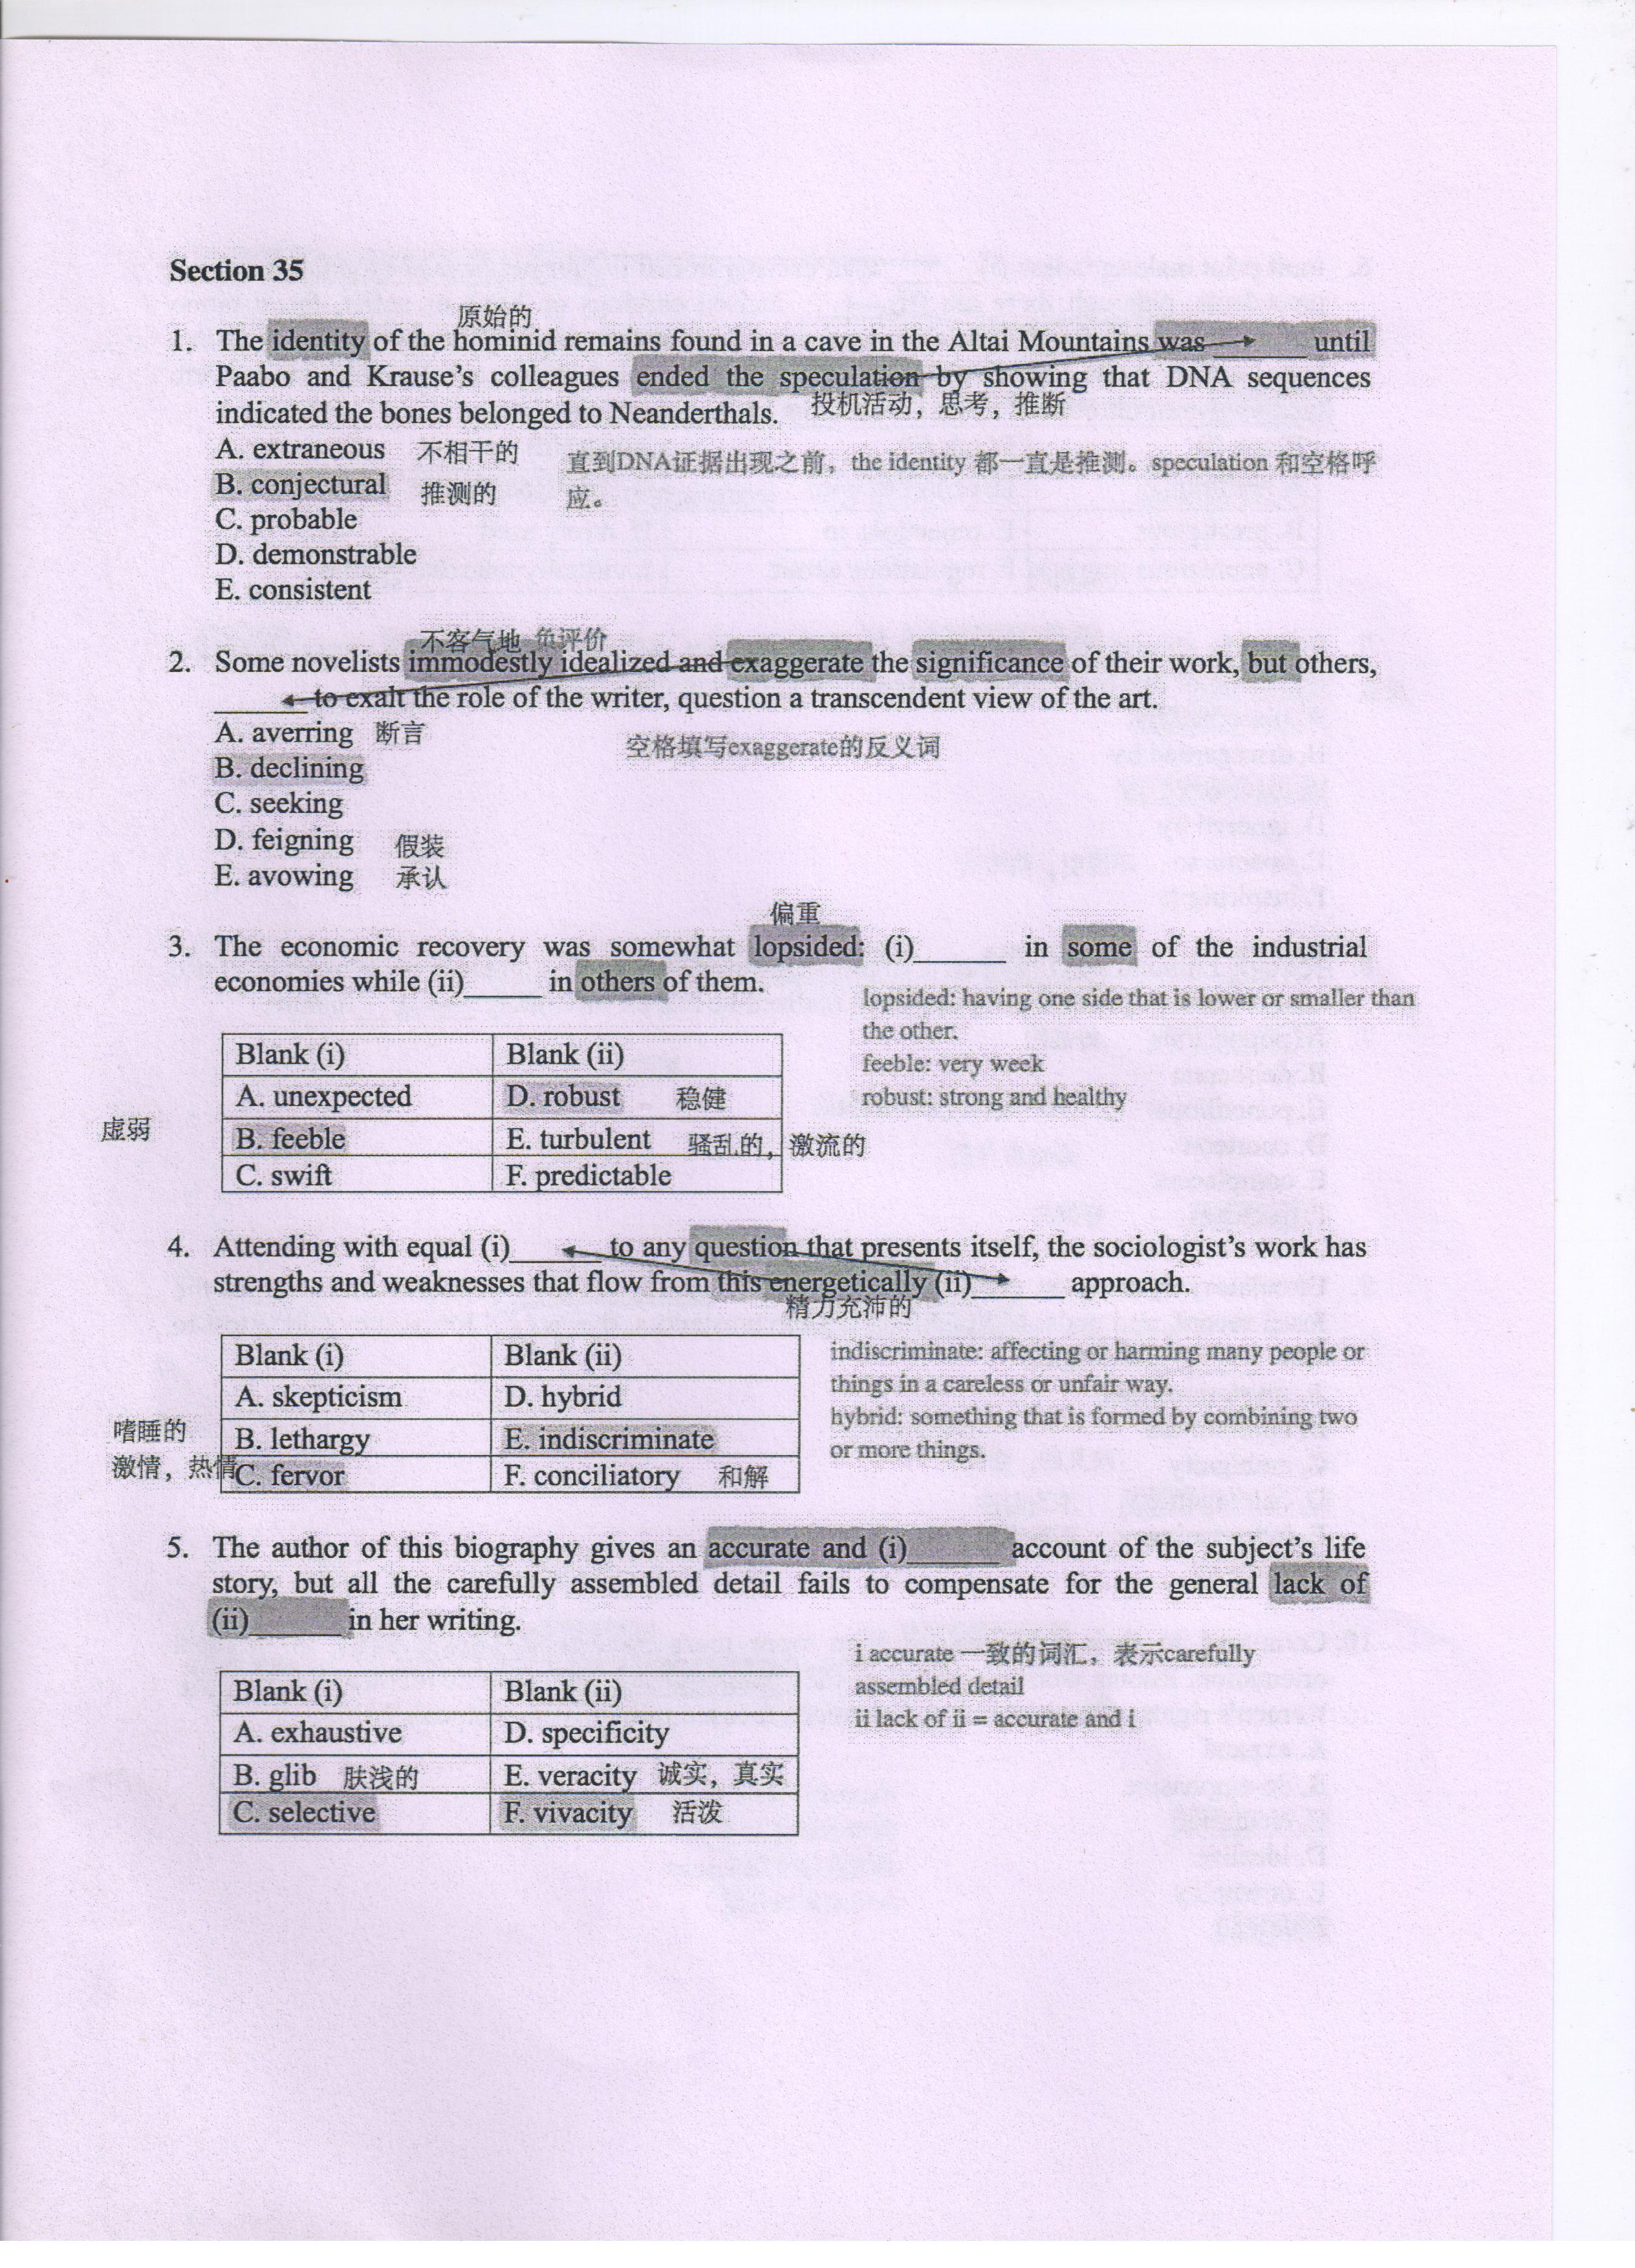 Section 35
原始的
1. The identity of the hominid remains found in a cave in the Altai Mountains was ______ until
Paabo and Krause's colleagues ended the speculation by showing that DNA sequences
indicated the bones belonged to Neanderthals. 投机活动，思考，推断
A. extraneous 不相干的
直到DNA证据出现之前，the identity 都一直是推测。speculation 和空格呼
应。
B. conjectural 推测的
C. probable
D. demonstrable
E. consistent
不客气地 负评价
2. Some novelists immodestly idealized and exaggerate the significance of their work, but others,
______ to exalt the role of the writer, question a transcendent view of the art.
A. averring 断言
空格填写exaggerate的反义词
B. declining
C. seeking
D. feigning 假装
E. avowing 承认
偏重
3. The economic recovery was somewhat lopsided: (i)______ in some of the industrial
economies while (ii)_____ in others of them.
lopsided: having one side that is lower or smaller than
the other.
feeble: very week
robust: strong and healthy
Blank (i) Blank (ii)
A. unexpected D. robust 稳健
虚弱 B. feeble E. turbulent 骚乱的，激流的
C. swift F. predictable
4. Attending with equal (i)______ to any question that presents itself, the sociologist's work has
strengths and weaknesses that flow from this energetically (ii)______ approach.
精力充沛的
indiscriminate: affecting or harming many people or
things in a careless or unfair way.
hybrid: something that is formed by combining two
or more things.
Blank (i) Blank (ii)
A. skepticism D. hybrid
嗜睡的 B. lethargy E. indiscriminate
激情，热情 C. fervor F. conciliatory 和解
5. The author of this biography gives an accurate and (i)______ account of the subject's life
story, but all the carefully assembled detail fails to compensate for the general lack of
(ii)______ in her writing.
i accurate 一致的词汇，表示carefully
assembled detail
ii lack of ii = accurate and i
Blank (i) Blank (ii)
A. exhaustive D. specificity
B. glib 肤浅的 E. veracity 诚实，真实
C. selective F. vivacity 活泼